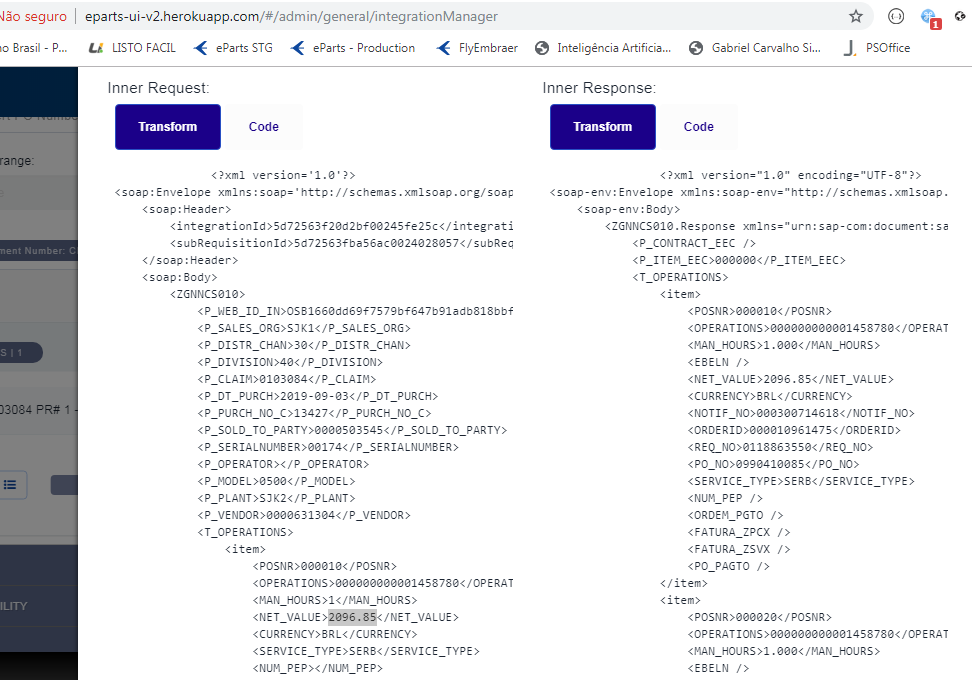 Não seguro | eparts-ui-v2.herokuapp.com/#/admin/general/integrationManager
1
no Brasil - P... LISTO FACIL eParts STG eParts - Production FlyEmbraer Inteligência Artificia... Gabriel Carvalho Si... PSOffice
range:
ment Number: C
S | 1
03084 PR# 1 -
ILITY
Inner Request:
Transform Code
<?xml version='1.0'?>
<soap:Envelope xmlns:soap='http://schemas.xmlsoap.org/soap
<soap:Header>
<integrationId>5d72563f20d2bf00245fe25c</integrati
<subRequisitionId>5d72563fba56ac0024028057</subReq
</soap:Header>
<soap:Body>
<ZGNNCS010>
<P_WEB_ID_IN>OSB1660dd69f7579bf647b91adb818bbf
<P_SALES_ORG>SJK1</P_SALES_ORG>
<P_DISTR_CHAN>30</P_DISTR_CHAN>
<P_DIVISION>40</P_DIVISION>
<P_CLAIM>0103084</P_CLAIM>
<P_DT_PURCH>2019-09-03</P_DT_PURCH>
<P_PURCH_NO_C>13427</P_PURCH_NO_C>
<P_SOLD_TO_PARTY>0000503545</P_SOLD_TO_PARTY>
<P_SERIALNUMBER>00174</P_SERIALNUMBER>
<P_OPERATOR></P_OPERATOR>
<P_MODEL>0500</P_MODEL>
<P_PLANT>SJK2</P_PLANT>
<P_VENDOR>0000631304</P_VENDOR>
<T_OPERATIONS>
<item>
<POSNR>000010</POSNR>
<OPERATIONS>000000000001458780</OPERAT
<MAN_HOURS>1</MAN_HOURS>
<NET_VALUE>2096.85</NET_VALUE>
<CURRENCY>BRL</CURRENCY>
<SERVICE_TYPE>SERB</SERVICE_TYPE>
<NUM_PEP></NUM_PEP>
Inner Response:
Transform Code
<?xml version="1.0" encoding="UTF-8"?>
<soap-env:Envelope xmlns:soap-env="http://schemas.xmlsoap.
<soap-env:Body>
<ZGNNCS010.Response xmlns="urn:sap-com:document:sa
<P_CONTRACT_EEC />
<P_ITEM_EEC>000000</P_ITEM_EEC>
<T_OPERATIONS>
<item>
<POSNR>000010</POSNR>
<OPERATIONS>000000000001458780</OPERAT
<MAN_HOURS>1.000</MAN_HOURS>
<EBELN />
<NET_VALUE>2096.85</NET_VALUE>
<CURRENCY>BRL</CURRENCY>
<NOTIF_NO>000300714618</NOTIF_NO>
<ORDERID>000010961475</ORDERID>
<REQ_NO>0118863550</REQ_NO>
<PO_NO>0990410085</PO_NO>
<SERVICE_TYPE>SERB</SERVICE_TYPE>
<NUM_PEP />
<ORDEM_PGTO />
<FATURA_ZPCX />
<FATURA_ZSVX />
<PO_PAGTO />
</item>
<item>
<POSNR>000020</POSNR>
<OPERATIONS>000000000001458780</OPERAT
<MAN_HOURS>1.000</MAN_HOURS>
<EBELN />